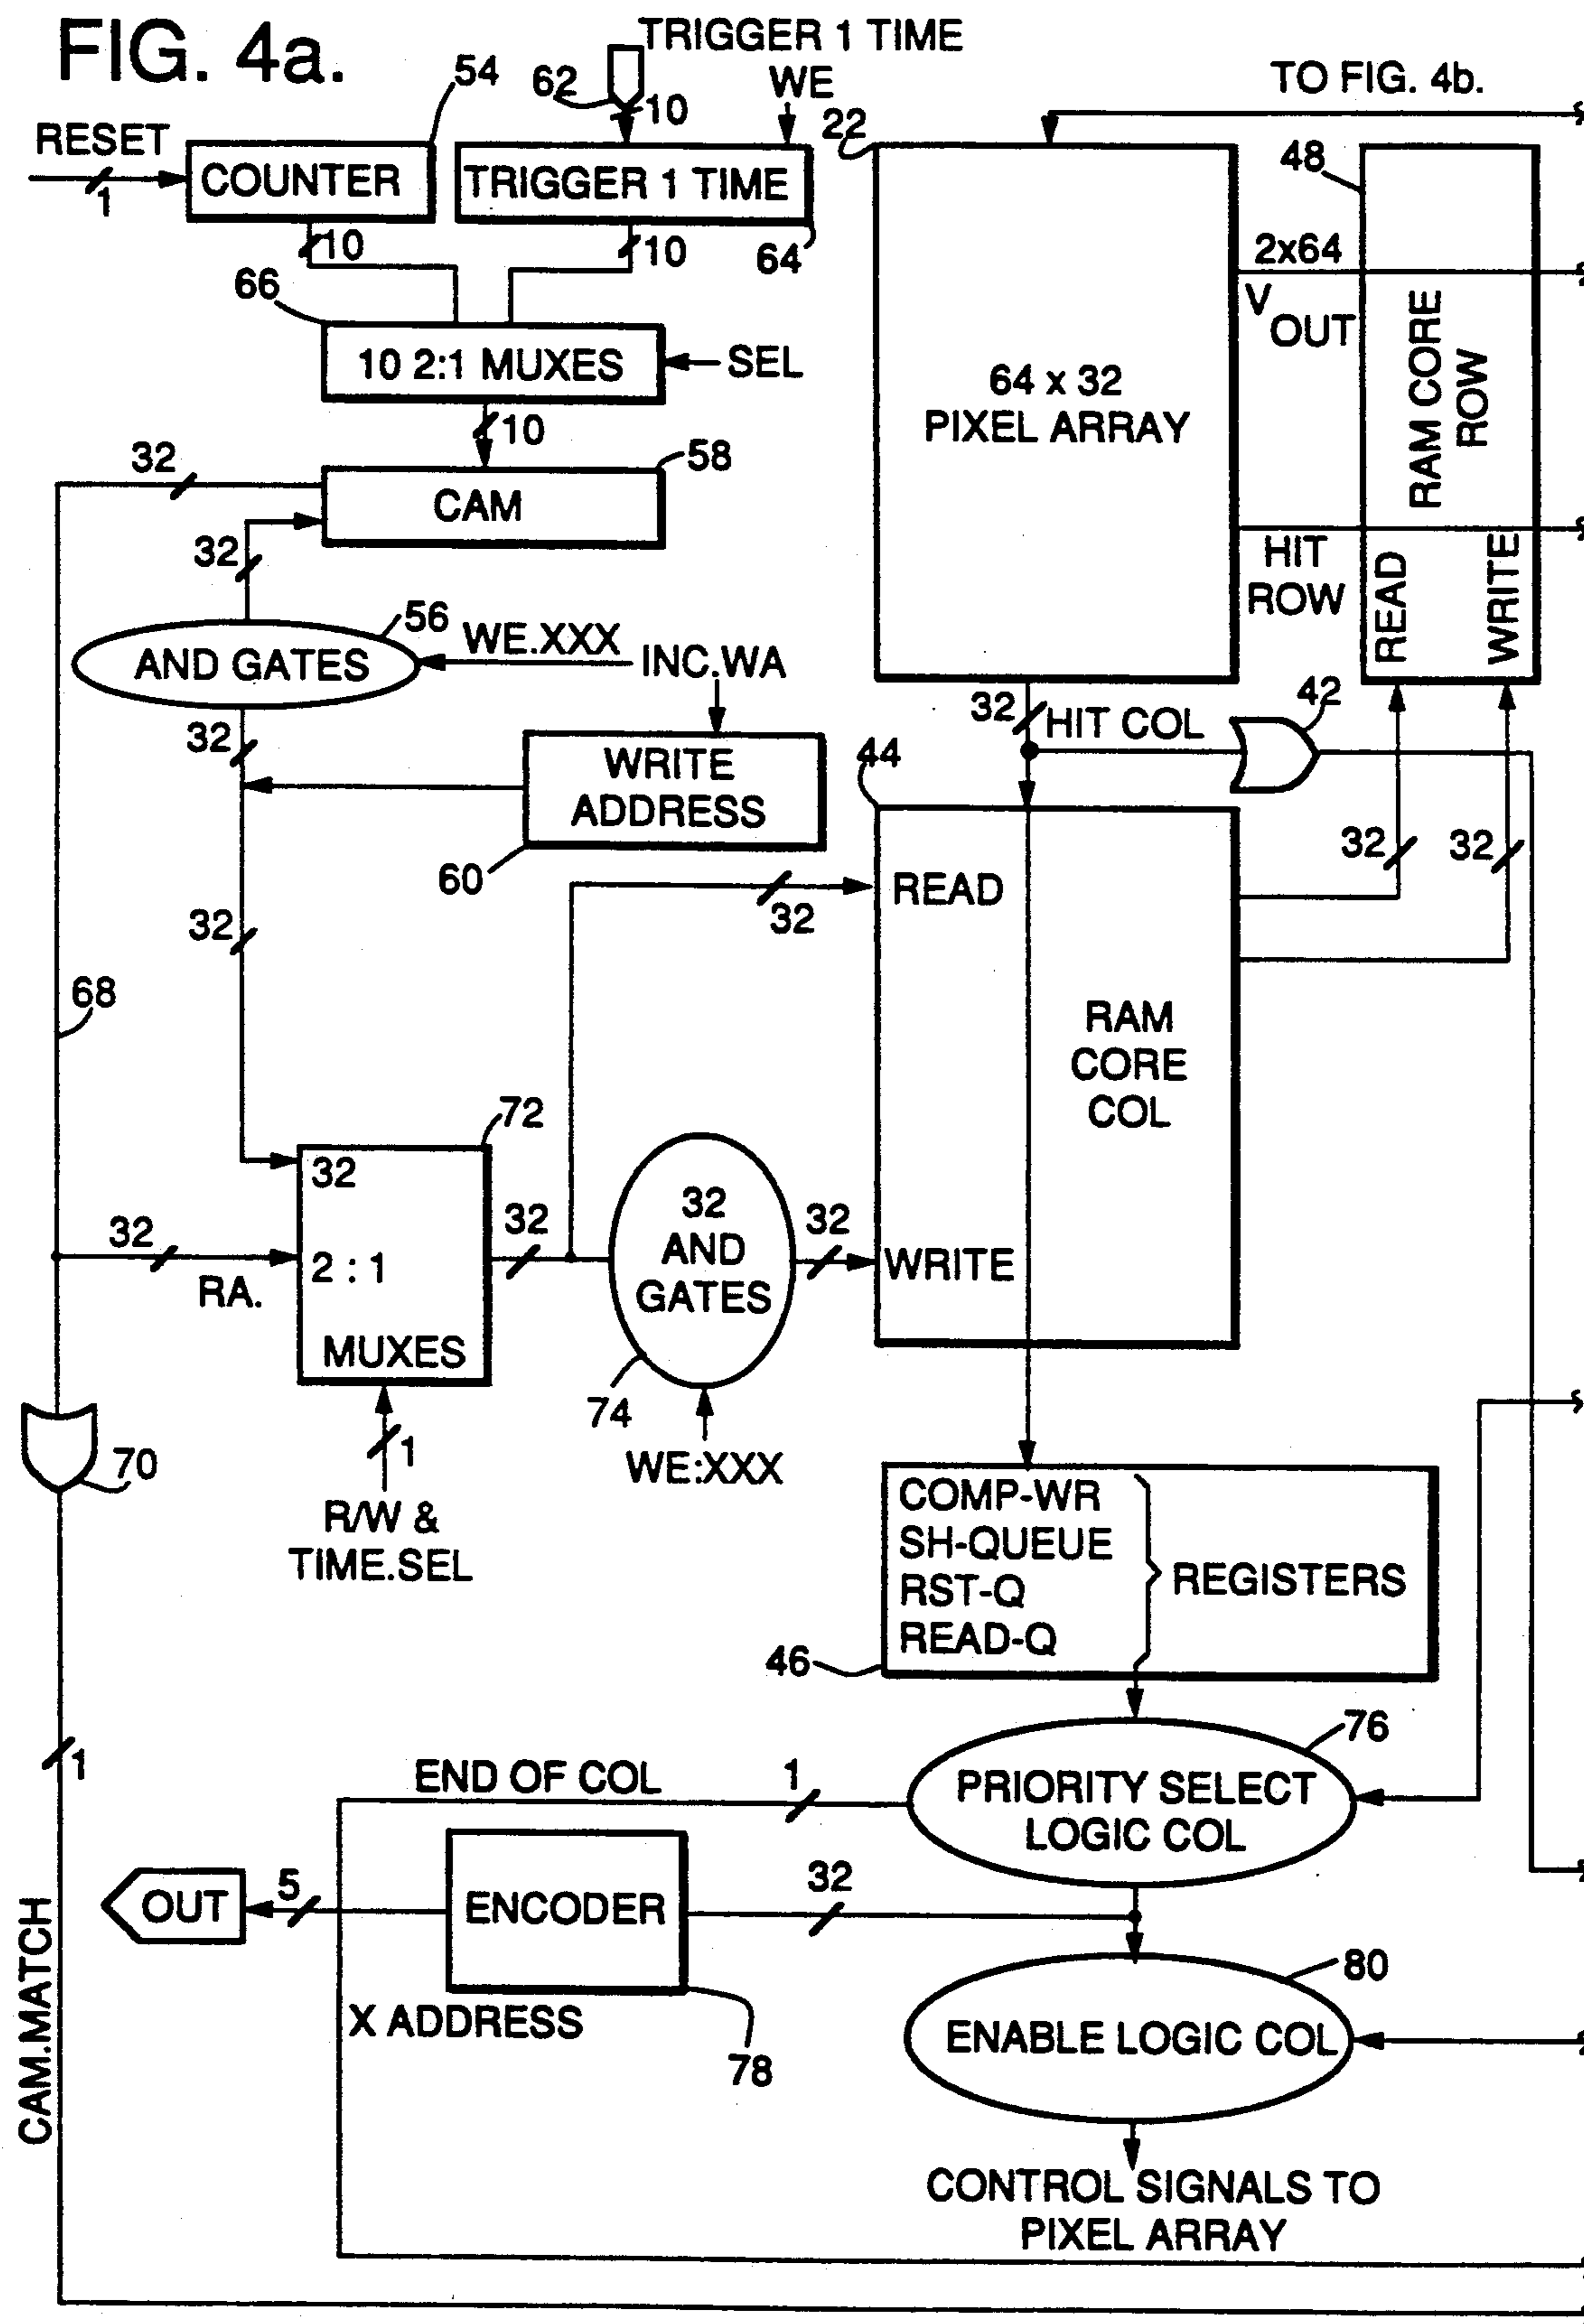 FIG. 4a.
TRIGGER 1 TIME
62
10
WE
54
22
TO FIG. 4b.
RESET
1
COUNTER
TRIGGER 1 TIME
64
48
10
10
66
10 2:1 MUXES
SEL
10
64 x 32
PIXEL ARRAY
2x64
V OUT
RAM CORE
ROW
READ
WRITE
HIT
ROW
32
58
CAM
32
56
AND GATES
WE.XXX
INC.WA
32
WRITE
ADDRESS
60
32
HIT COL
42
44
32
32
READ
32
32
RAM
CORE
COL
68
32
72
32
2 : 1
MUXES
32
RA.
32
32
AND
GATES
32
WRITE
74
WE:XXX
1
R/W &
TIME.SEL
70
COMP-WR
SH-QUEUE
RST-Q
READ-Q
REGISTERS
46
1
76
PRIORITY SELECT
LOGIC COL
END OF COL
1
OUT
5
ENCODER
32
X ADDRESS
78
80
ENABLE LOGIC COL
CAM.MATCH
CONTROL SIGNALS TO
PIXEL ARRAY